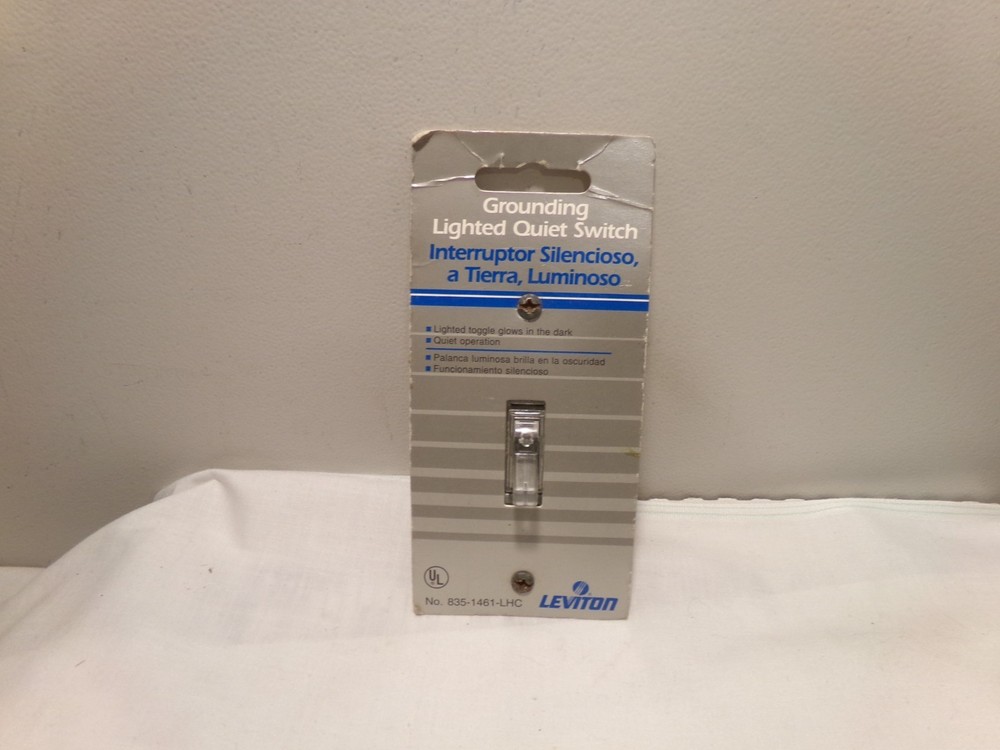 Grounding
Lighted Quiet Switch
Interruptor Silencioso,
a Tierra, Luminoso
Lighted toggle glows in the dark
Quiet operation
Palanca luminosa brilla en la oscuridad
Funcionamiento silencioso
UL
No. 835-1461-LHC
LEVITON